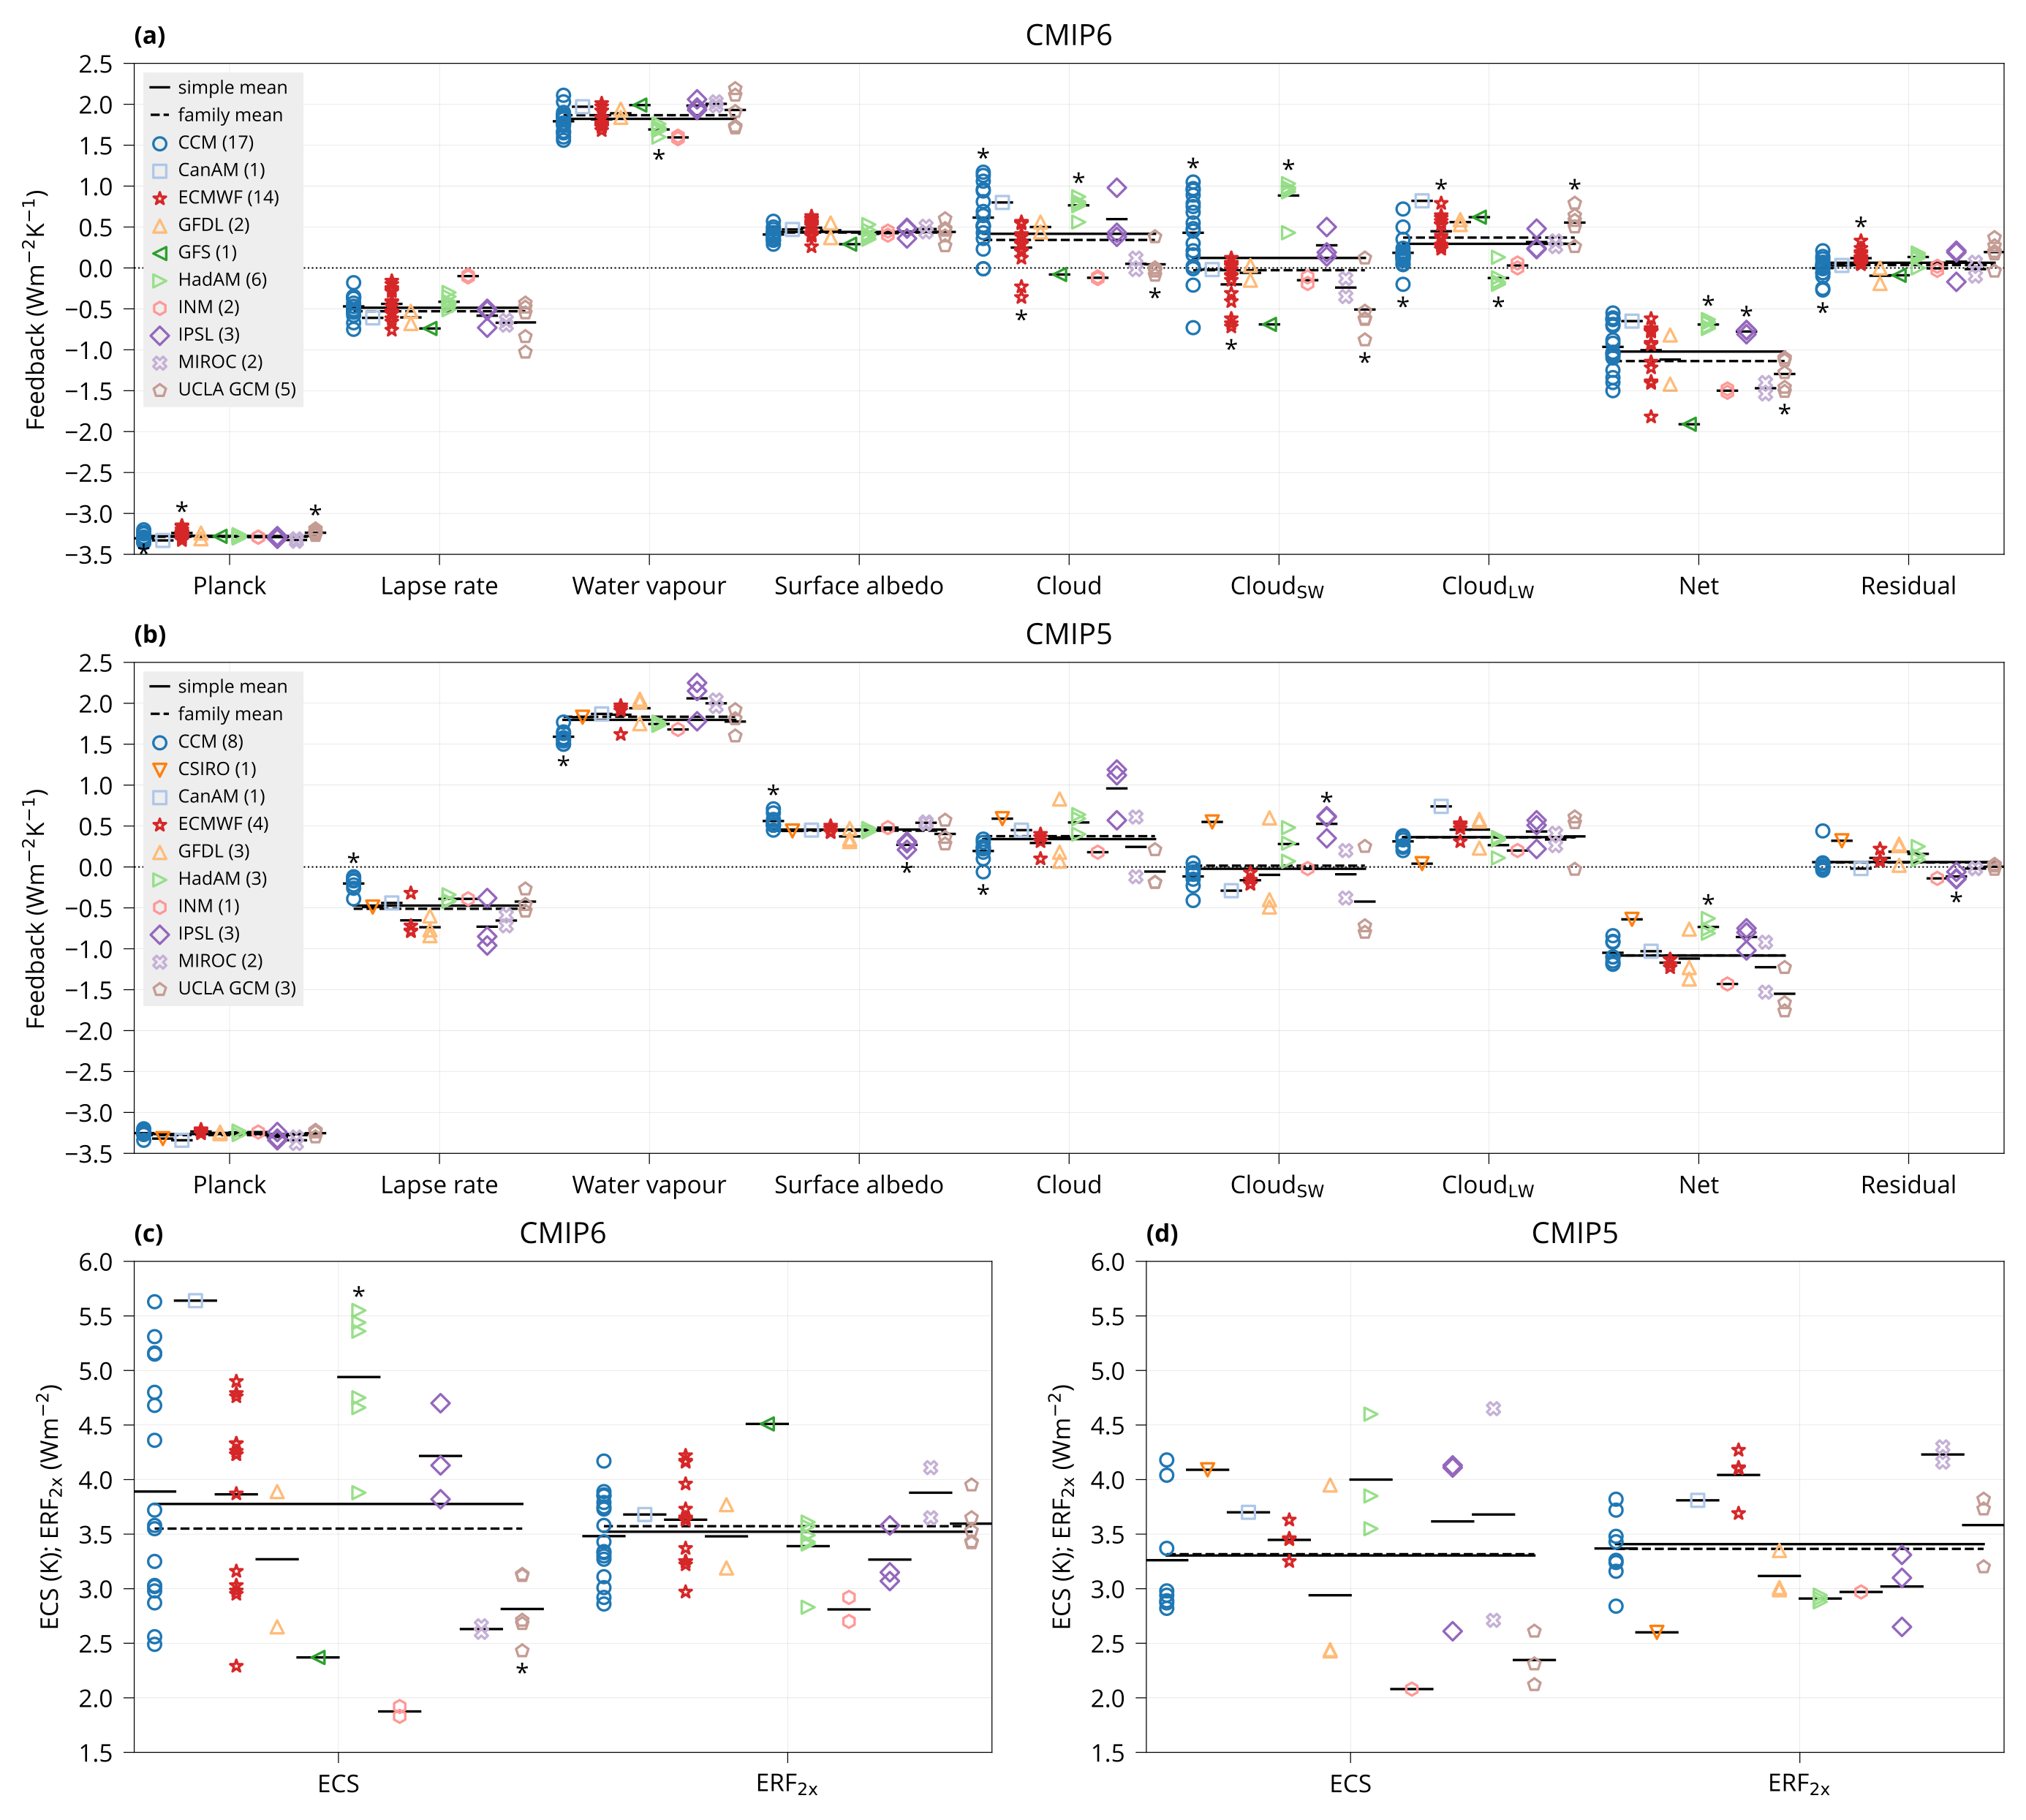 (a)
CMIP6
Feedback (Wm−2K−1)
2.5
2.0
1.5
1.0
0.5
0.0
−0.5
−1.0
−1.5
−2.0
−2.5
−3.0
−3.5
simple mean
family mean
CCM (17)
CanAM (1)
ECMWF (14)
GFDL (2)
GFS (1)
HadAM (6)
INM (2)
IPSL (3)
MIROC (2)
UCLA GCM (5)
Planck Lapse rate Water vapour Surface albedo Cloud CloudSW CloudLW Net Residual
(b)
CMIP5
Feedback (Wm−2K−1)
2.5
2.0
1.5
1.0
0.5
0.0
−0.5
−1.0
−1.5
−2.0
−2.5
−3.0
−3.5
simple mean
family mean
CCM (8)
CSIRO (1)
CanAM (1)
ECMWF (4)
GFDL (3)
HadAM (3)
INM (1)
IPSL (3)
MIROC (2)
UCLA GCM (3)
Planck Lapse rate Water vapour Surface albedo Cloud CloudSW CloudLW Net Residual
(c)
CMIP6
ECS (K); ERF2x (Wm−2)
6.0
5.5
5.0
4.5
4.0
3.5
3.0
2.5
2.0
1.5
ECS ERF2x
(d)
CMIP5
ECS (K); ERF2x (Wm−2)
6.0
5.5
5.0
4.5
4.0
3.5
3.0
2.5
2.0
1.5
ECS ERF2x